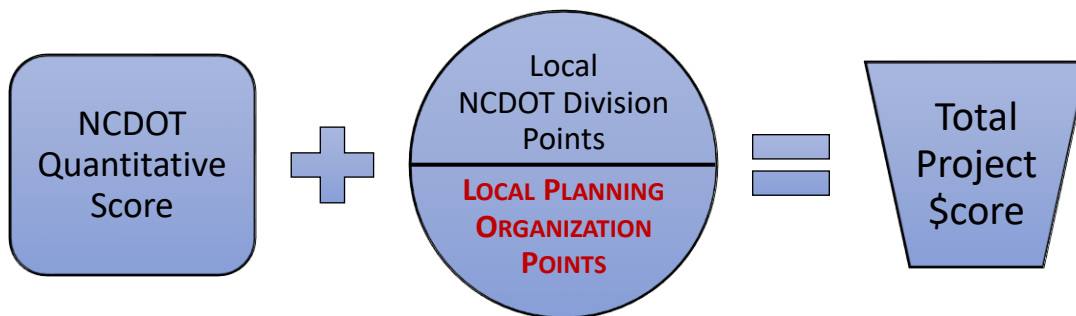 NCDOT
Quantitative
Score
Local
NCDOT Division
Points
LOCAL PLANNING
ORGANIZATION
POINTS
Total
Project
$core